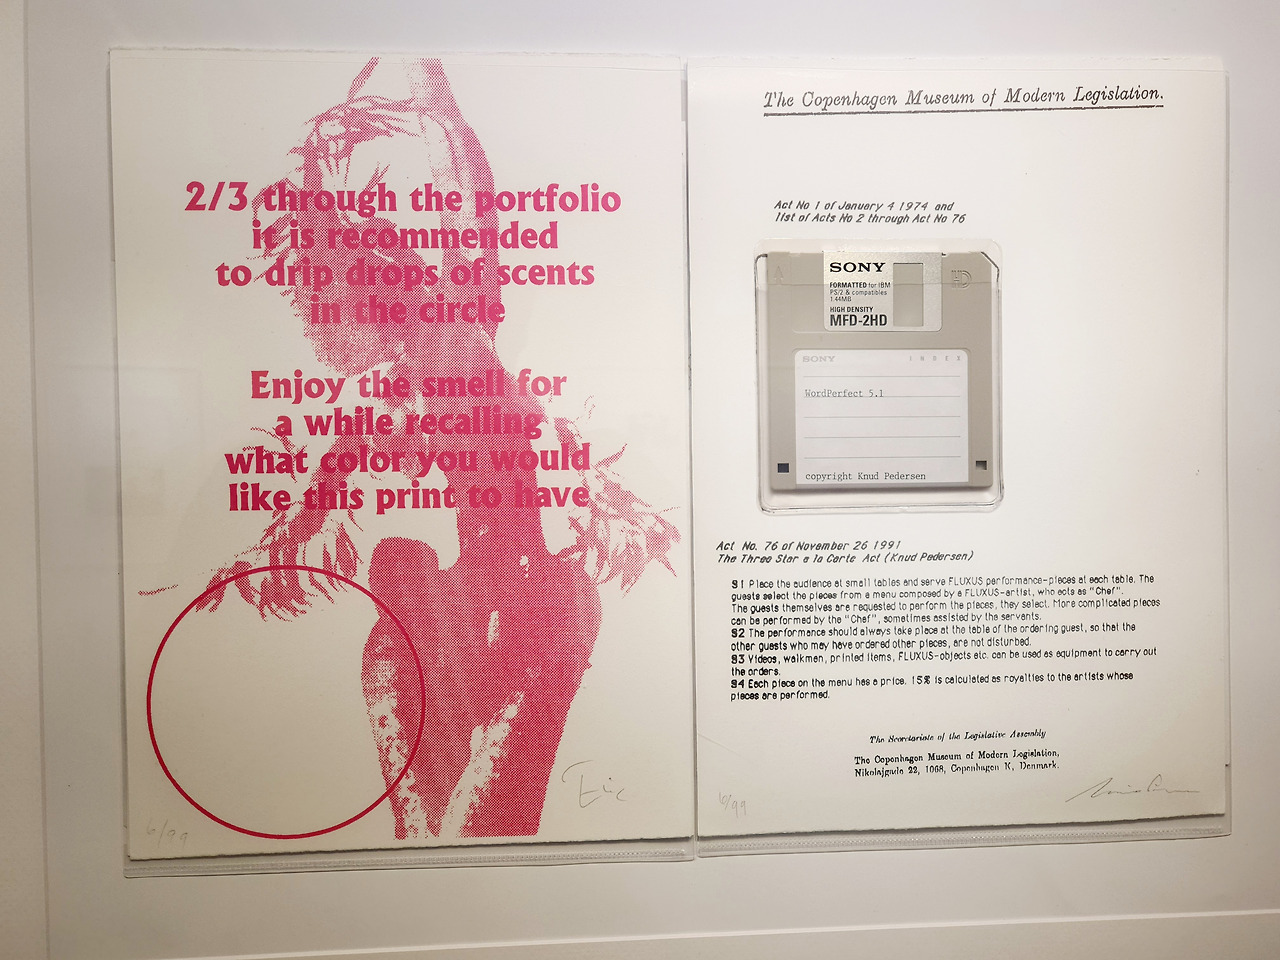 2/3 through the portfolio
it is recommended
to drip drops of scents
in the circle
Enjoy the smell for
a while recalling
what color you would
like this print to have
6/99
Eric
The Copenhagen Museum of Modern Legislation.
Act No 1 of January 4 1974 and
list of Acts No 2 through Act No 76
A
HD
SONY
FORMATTED for IBM
PS/2 & compatibles
1.44MB
HIGH DENSITY
MFD-2HD
SONY INDEX
WordPerfect 5.1
copyright Knud Pedersen
Act No. 76 of November 26 1991
The Three Star a la Carte Act (Knud Pedersen)
§1 Place the audience at small tables and serve FLUXUS performance-pieces at each table. The
guests select the pieces from a menu composed by a FLUXUS-artist, who acts as "Chef".
The guests themselves are requested to perform the pieces, they select. More complicated pieces
can be performed by the "Chef", sometimes assisted by the servants.
§2 The performance should always take place at the table of the ordering guest, so that the
other guests who may have ordered other pieces, are not disturbed.
§3 Videos, walkmen, printed items, FLUXUS-objects etc. can be used as equipment to carry out
the orders.
§4 Each piece on the menu has a price. 15% is calculated as royalties to the artists whose
pieces are performed.
The Secretariate of the Legislative Assembly
The Copenhagen Museum of Modern Legislation,
Nikolajgade 22, 1068, Copenhagen K, Denmark.
6/99